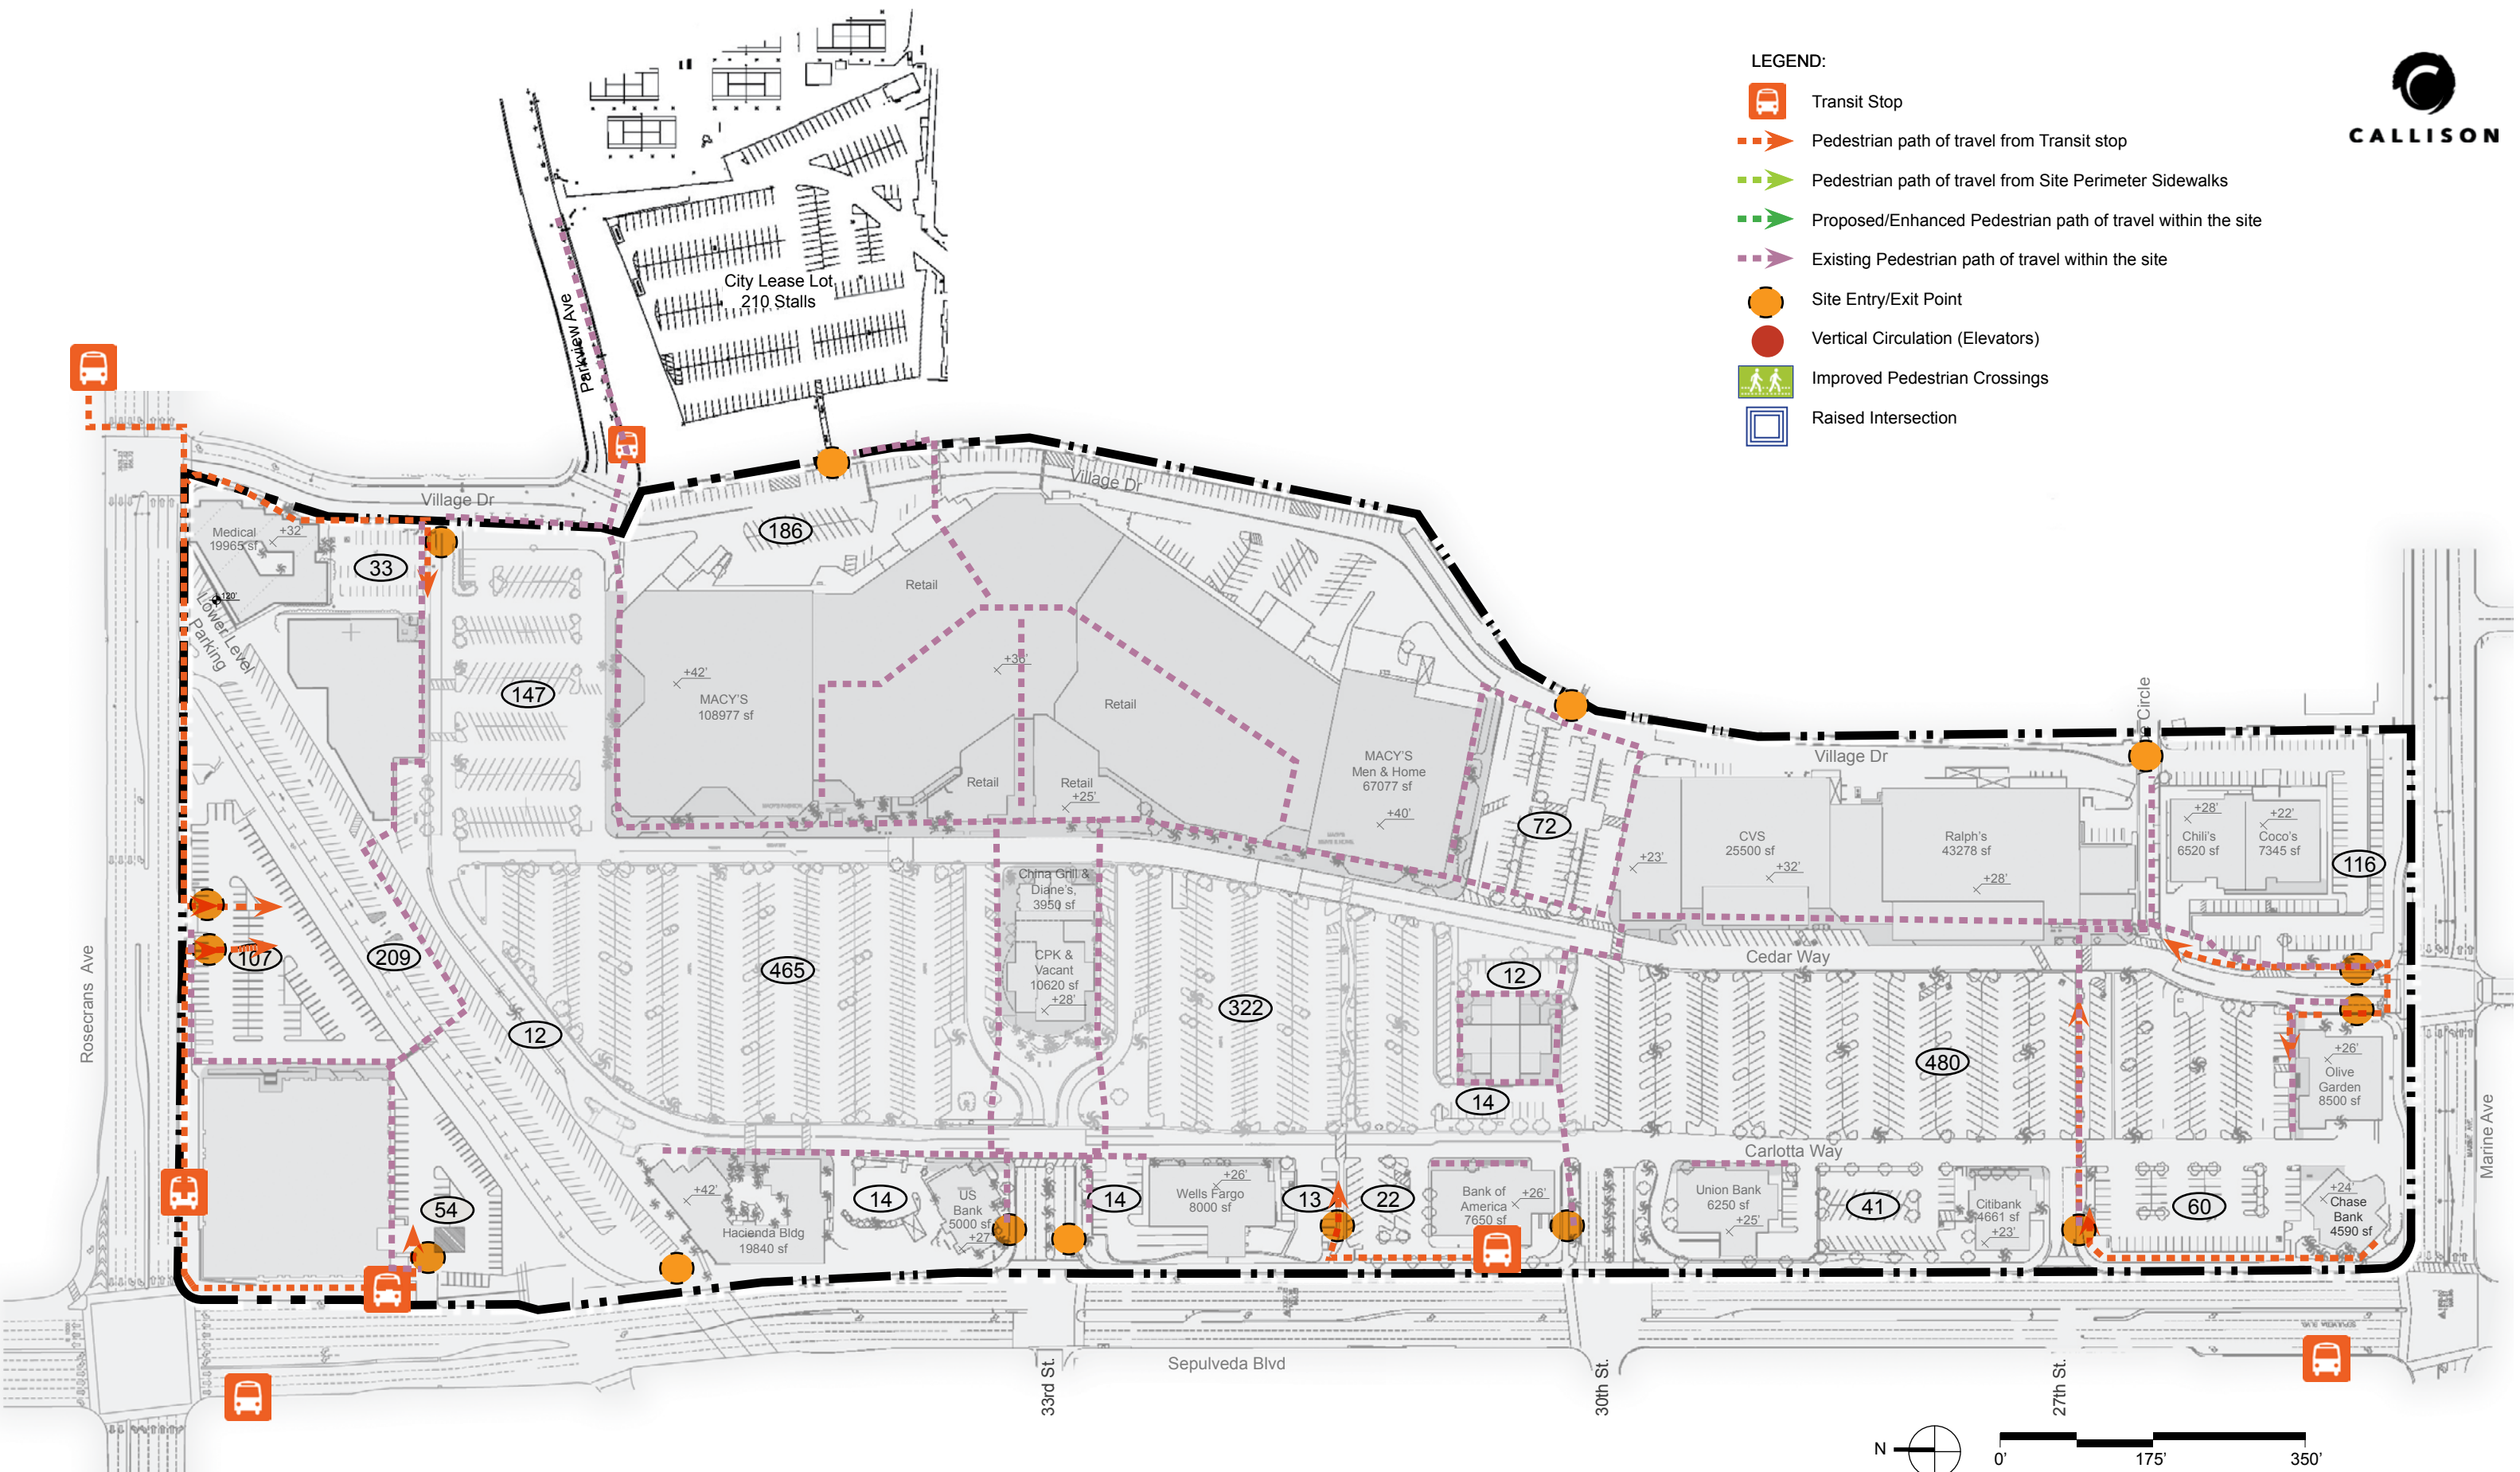 LEGEND:
Transit Stop
Pedestrian path of travel from Transit stop
Pedestrian path of travel from Site Perimeter Sidewalks
Proposed/Enhanced Pedestrian path of travel within the site
Existing Pedestrian path of travel within the site
Site Entry/Exit Point
Vertical Circulation (Elevators)
Improved Pedestrian Crossings
Raised Intersection
CALLISON
City Lease Lot
210 Stalls
Parkview Ave
Village Dr
Village Dr
Medical
19965 sf
+32'
33
120'
Lower Level
Parking
186
Retail
147
+42'
MACY'S
108977 sf
+36'
Retail
Retail
Retail
+25'
MACY'S
Men & Home
67077 sf
+40'
72
Village Dr
Circle
+23'
CVS
25500 sf
+32'
Ralph's
43278 sf
+28'
+28'
Chili's
6520 sf
+22'
Coco's
7345 sf
116
Rosecrans Ave
107
209
12
465
China Grill &
Diane's,
3950 sf
CPK &
Vacant
10620 sf
+28'
322
12
14
Cedar Way
480
+26'
Olive
Garden
8500 sf
Marine Ave
54
+42'
Hacienda Bldg
19840 sf
14
US
Bank
5000 sf
+27'
14
+26'
Wells Fargo
8000 sf
13
22
Bank of
America
7650 sf
+26'
Carlotta Way
Union Bank
6250 sf
+25'
41
Citibank
4661 sf
+23'
60
+24'
Chase
Bank
4590 sf
Sepulveda Blvd
33rd St.
30th St.
27th St.
N
0'
175'
350'